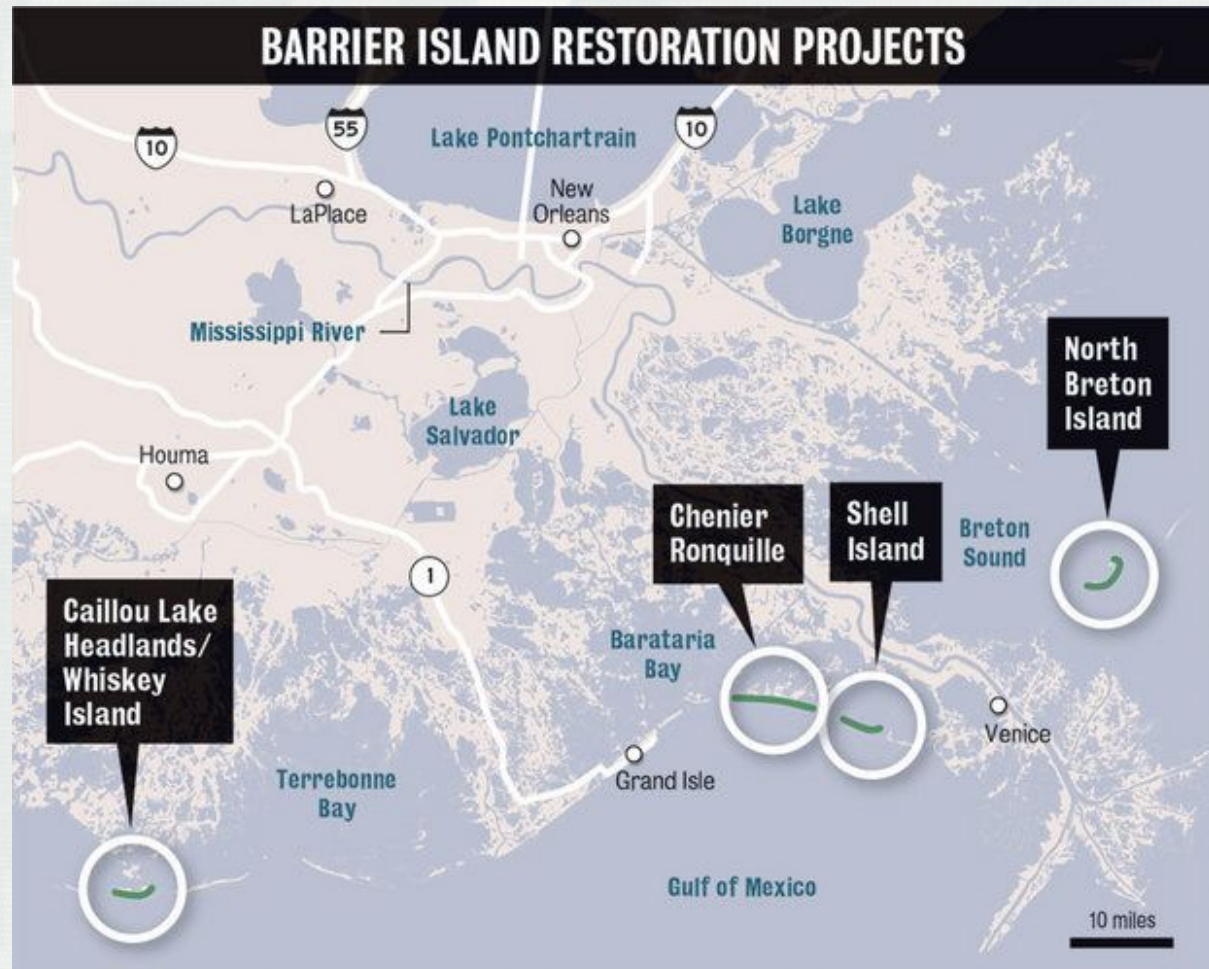 BARRIER ISLAND RESTORATION PROJECTS
10
55
10
Lake Pontchartrain
LaPlace
New
Orleans
Lake
Borgne
Mississippi River
North
Breton
Island
Lake
Salvador
Houma
Chenier
Ronquille
Shell
Island
Breton
Sound
1
Caillou Lake
Headlands/
Whiskey
Island
Barataria
Bay
Venice
Grand Isle
Terrebonne
Bay
Gulf of Mexico
10 miles